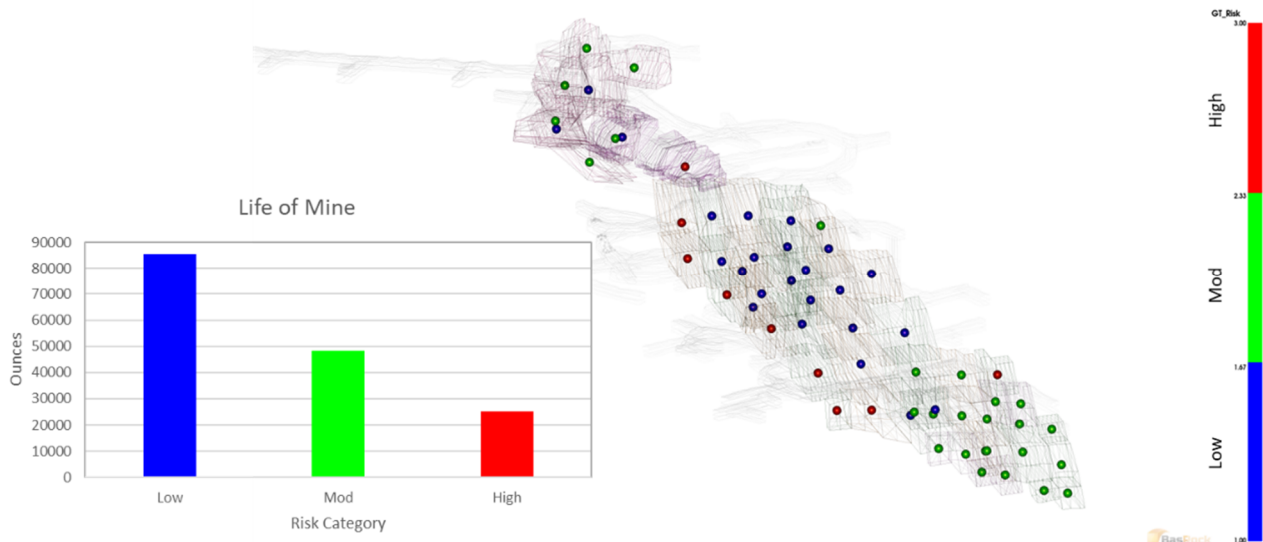 GT_Risk
3.00
High
2.33
Mod
1.67
Low
1.00
Life of Mine
90000
80000
70000
60000
50000
40000
30000
20000
10000
0
Ounces
Low
Mod
High
Risk Category
BasRock